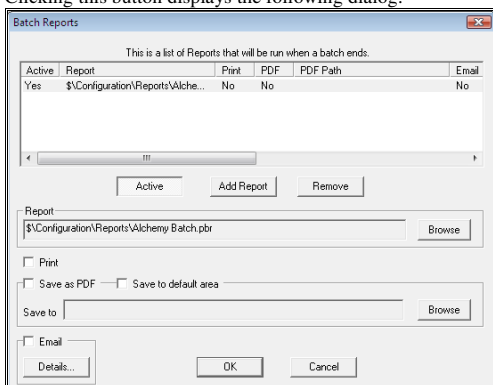 Clicking this button displays the following dialog:
Batch Reports
This is a list of Reports that will be run when a batch ends.
Active Report Print PDF PDF Path Email
Yes $\Configuration\Reports\Alche... No No No
Active Add Report Remove
Report
$\Configuration\Reports\Alchemy Batch.pbr Browse
Print
Save as PDF Save to default area
Save to Browse
Email
Details... OK Cancel